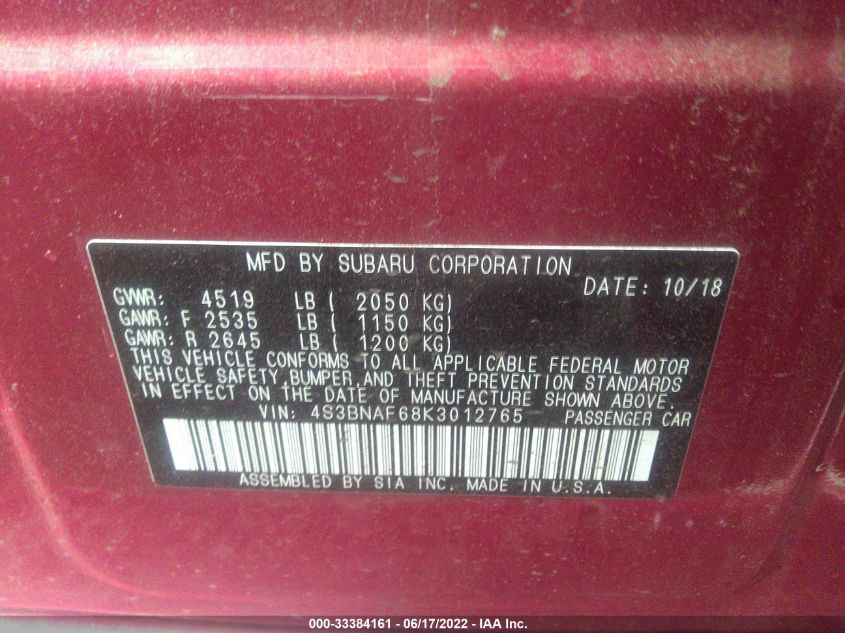 MFD BY SUBARU CORPORATION
DATE: 10/18
GVWR: 4519 LB ( 2050 KG)
GAWR: F 2535 LB ( 1150 KG)
GAWR: R 2645 LB ( 1200 KG)
THIS VEHICLE CONFORMS TO ALL APPLICABLE FEDERAL MOTOR
VEHICLE SAFETY,BUMPER,AND THEFT PREVENTION STANDARDS
IN EFFECT ON THE DATE OF MANUFACTURE SHOWN ABOVE.
VIN: 4S3BNAF68K3012765 PASSENGER CAR
ASSEMBLED BY SIA INC. MADE IN U.S.A.
000-33384161 - 06/17/2022 - IAA Inc.